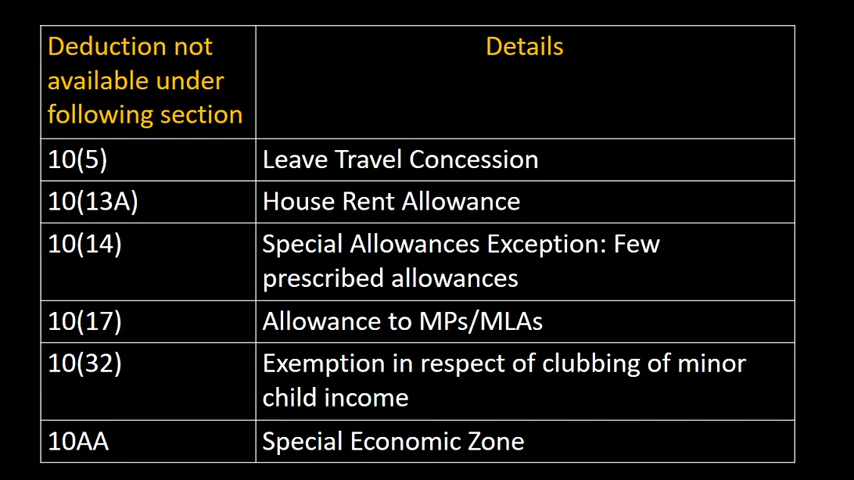 Deduction not
available under
following section
Details
10(5)
Leave Travel Concession
10(13A)
House Rent Allowance
10(14)
Special Allowances Exception: Few
prescribed allowances
10(17)
Allowance to MPs/MLAs
10(32)
Exemption in respect of clubbing of minor
child income
10AA
Special Economic Zone